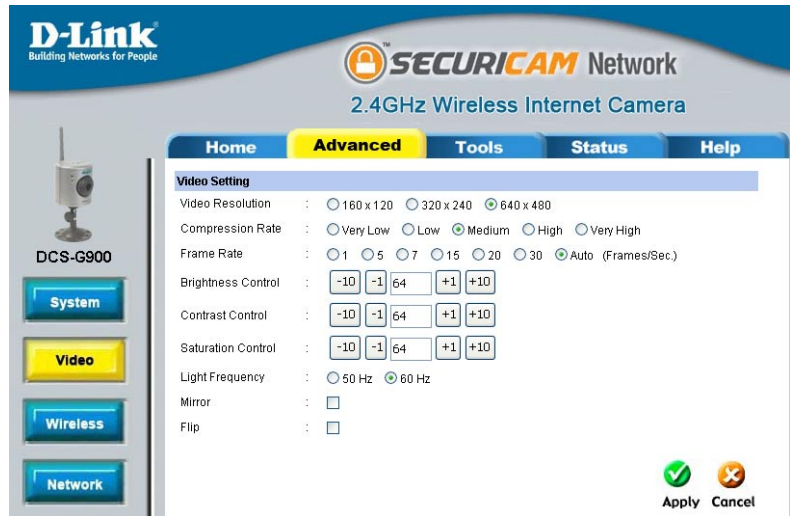 D-Link
Building Networks for People
SECURICAM Network
2.4GHz Wireless Internet Camera
Home Advanced Tools Status Help
DCS-G900
System
Video
Wireless
Network
Video Setting
Video Resolution : 160 x 120 320 x 240 640 x 480
Compression Rate : Very Low Low Medium High Very High
Frame Rate : 1 5 7 15 20 30 Auto (Frames/Sec.)
Brightness Control : -10 -1 64 +1 +10
Contrast Control : -10 -1 64 +1 +10
Saturation Control : -10 -1 64 +1 +10
Light Frequency : 50 Hz 60 Hz
Mirror :
Flip :
Apply Cancel